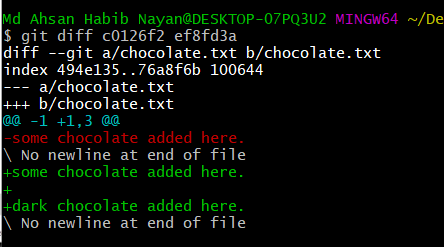 Md Ahsan Habib Nayan@DESKTOP-07PQ3U2 MINGW64 ~/De
$ git diff c0126f2 ef8fd3a
diff --git a/chocolate.txt b/chocolate.txt
index 494e135..76a8f6b 100644
--- a/chocolate.txt
+++ b/chocolate.txt
@@ -1 +1,3 @@
-some chocolate added here.
\ No newline at end of file
+some chocolate added here.
+
+dark chocolate added here.
\ No newline at end of file